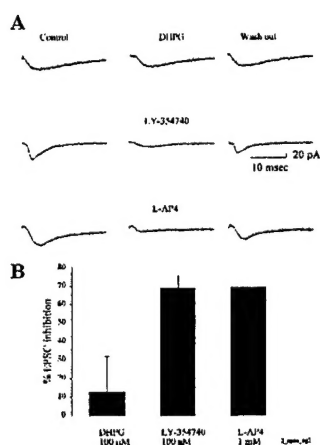 A
Control DHPG Wash out
LY-354740
20 pA
10 msec
L-AP4
B
% EPSC inhibition
80
70
60
50
40
30
20
10
0
DHPG LY-354740 L-AP4
100 μM 100 nM 1 mM